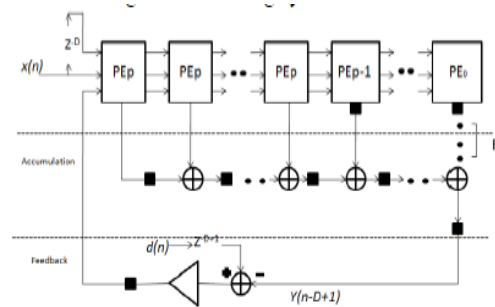 Z-D
x(n)
PEp PEp PEp PEp-1 PE0
Accumulation
d(n) Z-D+1
Feedback
Y(n-D+1)